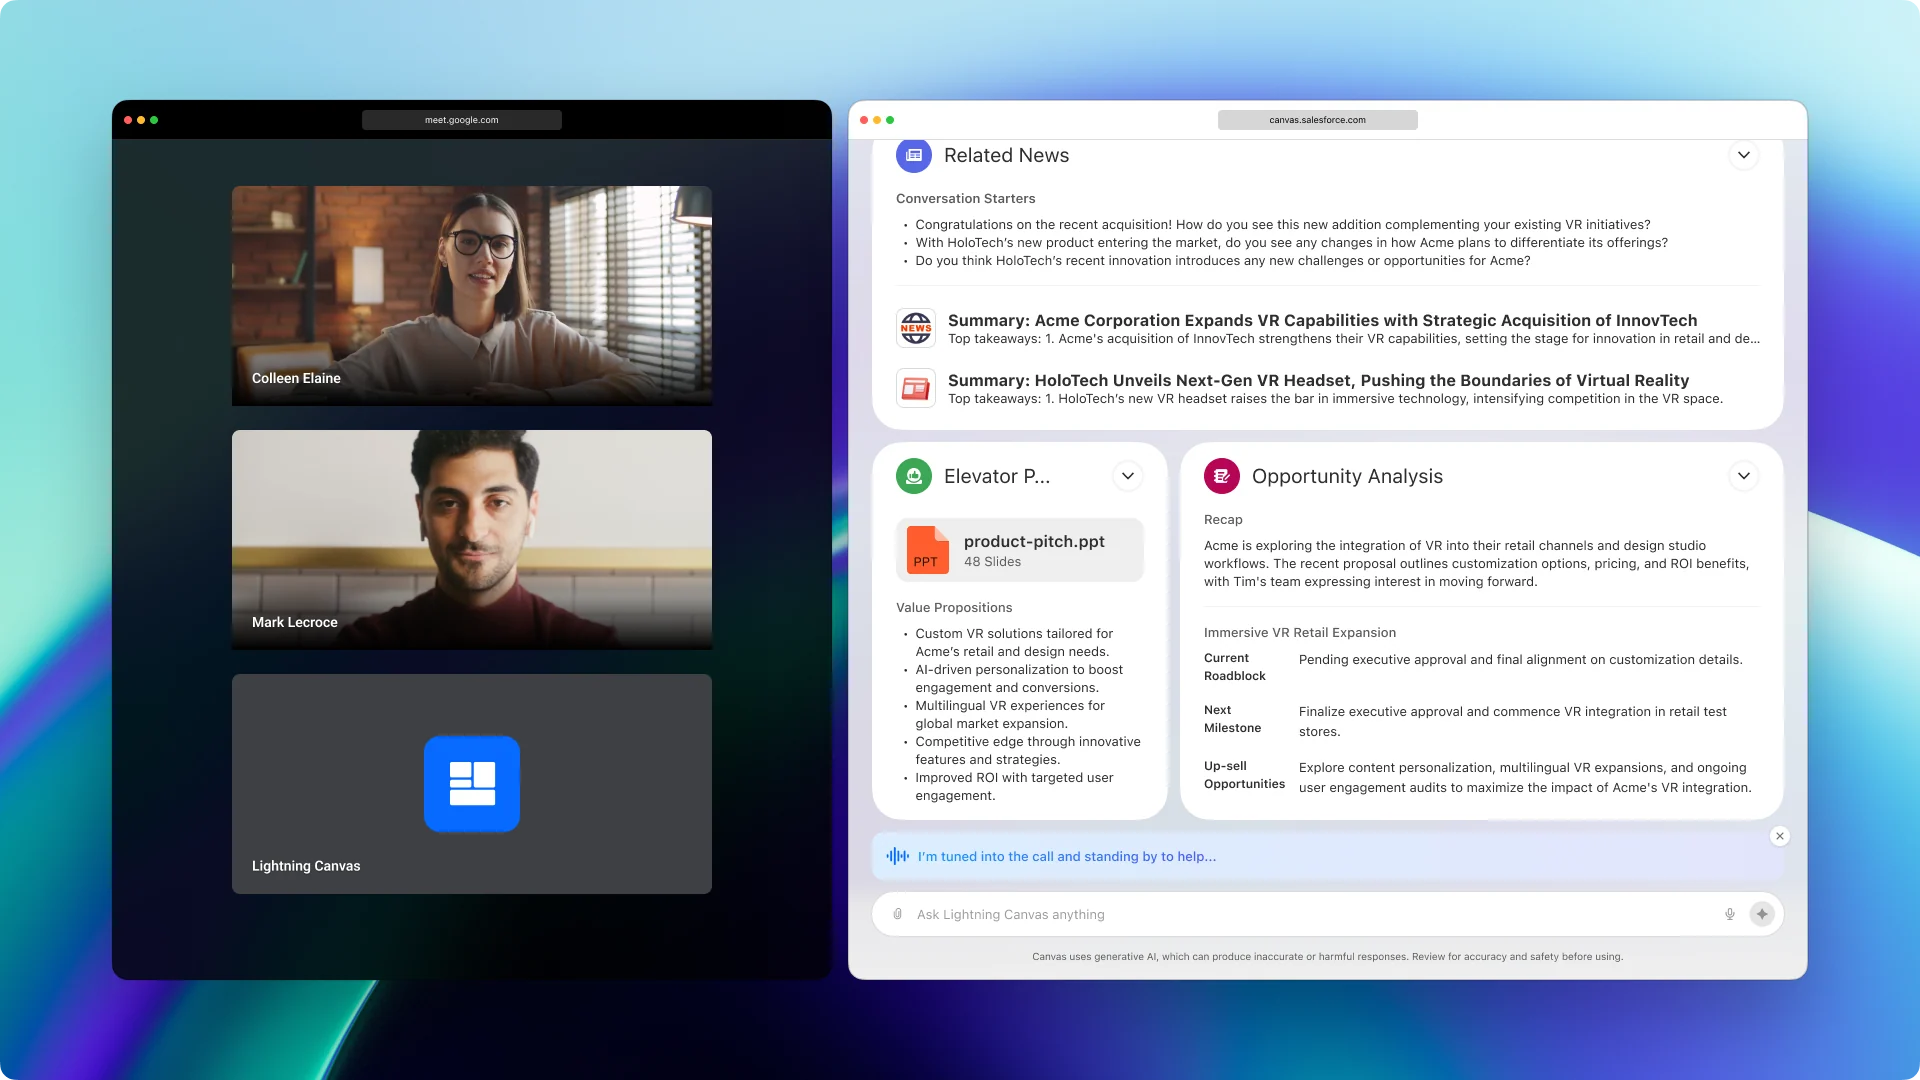 meet.google.com
Colleen Elaine
Mark Lecroce
Lightning Canvas
canvas.salesforce.com
Related News
Conversation Starters
• Congratulations on the recent acquisition! How do you see this new addition complementing your existing VR initiatives?
• With HoloTech’s new product entering the market, do you see any changes in how Acme plans to differentiate its offerings?
• Do you think HoloTech’s recent innovation introduces any new challenges or opportunities for Acme?
NEWS
Summary: Acme Corporation Expands VR Capabilities with Strategic Acquisition of InnovTech
Top takeaways: 1. Acme's acquisition of InnovTech strengthens their VR capabilities, setting the stage for innovation in retail and de...
Summary: HoloTech Unveils Next-Gen VR Headset, Pushing the Boundaries of Virtual Reality
Top takeaways: 1. HoloTech’s new VR headset raises the bar in immersive technology, intensifying competition in the VR space.
Elevator P...
PPT
product-pitch.ppt
48 Slides
Value Propositions
• Custom VR solutions tailored for
Acme’s retail and design needs.
• AI-driven personalization to boost
engagement and conversions.
• Multilingual VR experiences for
global market expansion.
• Competitive edge through innovative
features and strategies.
• Improved ROI with targeted user
engagement.
Opportunity Analysis
Recap
Acme is exploring the integration of VR into their retail channels and design studio
workflows. The recent proposal outlines customization options, pricing, and ROI benefits,
with Tim's team expressing interest in moving forward.
Immersive VR Retail Expansion
Current
Roadblock
Pending executive approval and final alignment on customization details.
Next
Milestone
Finalize executive approval and commence VR integration in retail test
stores.
Up-sell
Opportunities
Explore content personalization, multilingual VR expansions, and ongoing
user engagement audits to maximize the impact of Acme's VR integration.
I’m tuned into the call and standing by to help...
Ask Lightning Canvas anything
Canvas uses generative AI, which can produce inaccurate or harmful responses. Review for accuracy and safety before using.